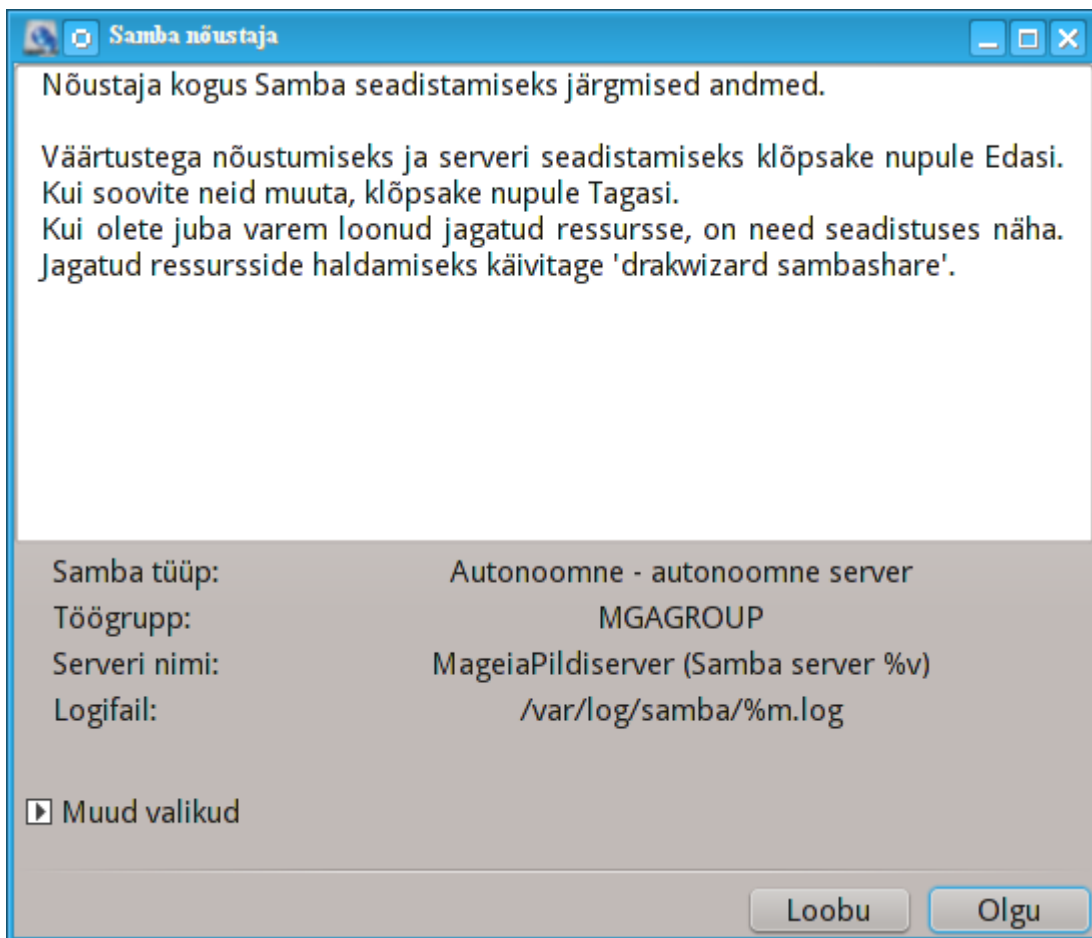 Samba nõustaja
Nõustaja kogus Samba seadistamiseks järgmised andmed.
Väärtustega nõustumiseks ja serveri seadistamiseks klõpsake nupule Edasi.
Kui soovite neid muuta, klõpsake nupule Tagasi.
Kui olete juba varem loonud jagatud ressursse, on need seadistuses näha.
Jagatud ressursside haldamiseks käivitage 'drakwizard sambashare'.
Samba tüüp: Autonoomne - autonoomne server
Töögrupp: MGAGROUP
Serveri nimi: MageiaPildiserver (Samba server %v)
Logifail: /var/log/samba/%m.log
Muud valikud
Loobu Olgu